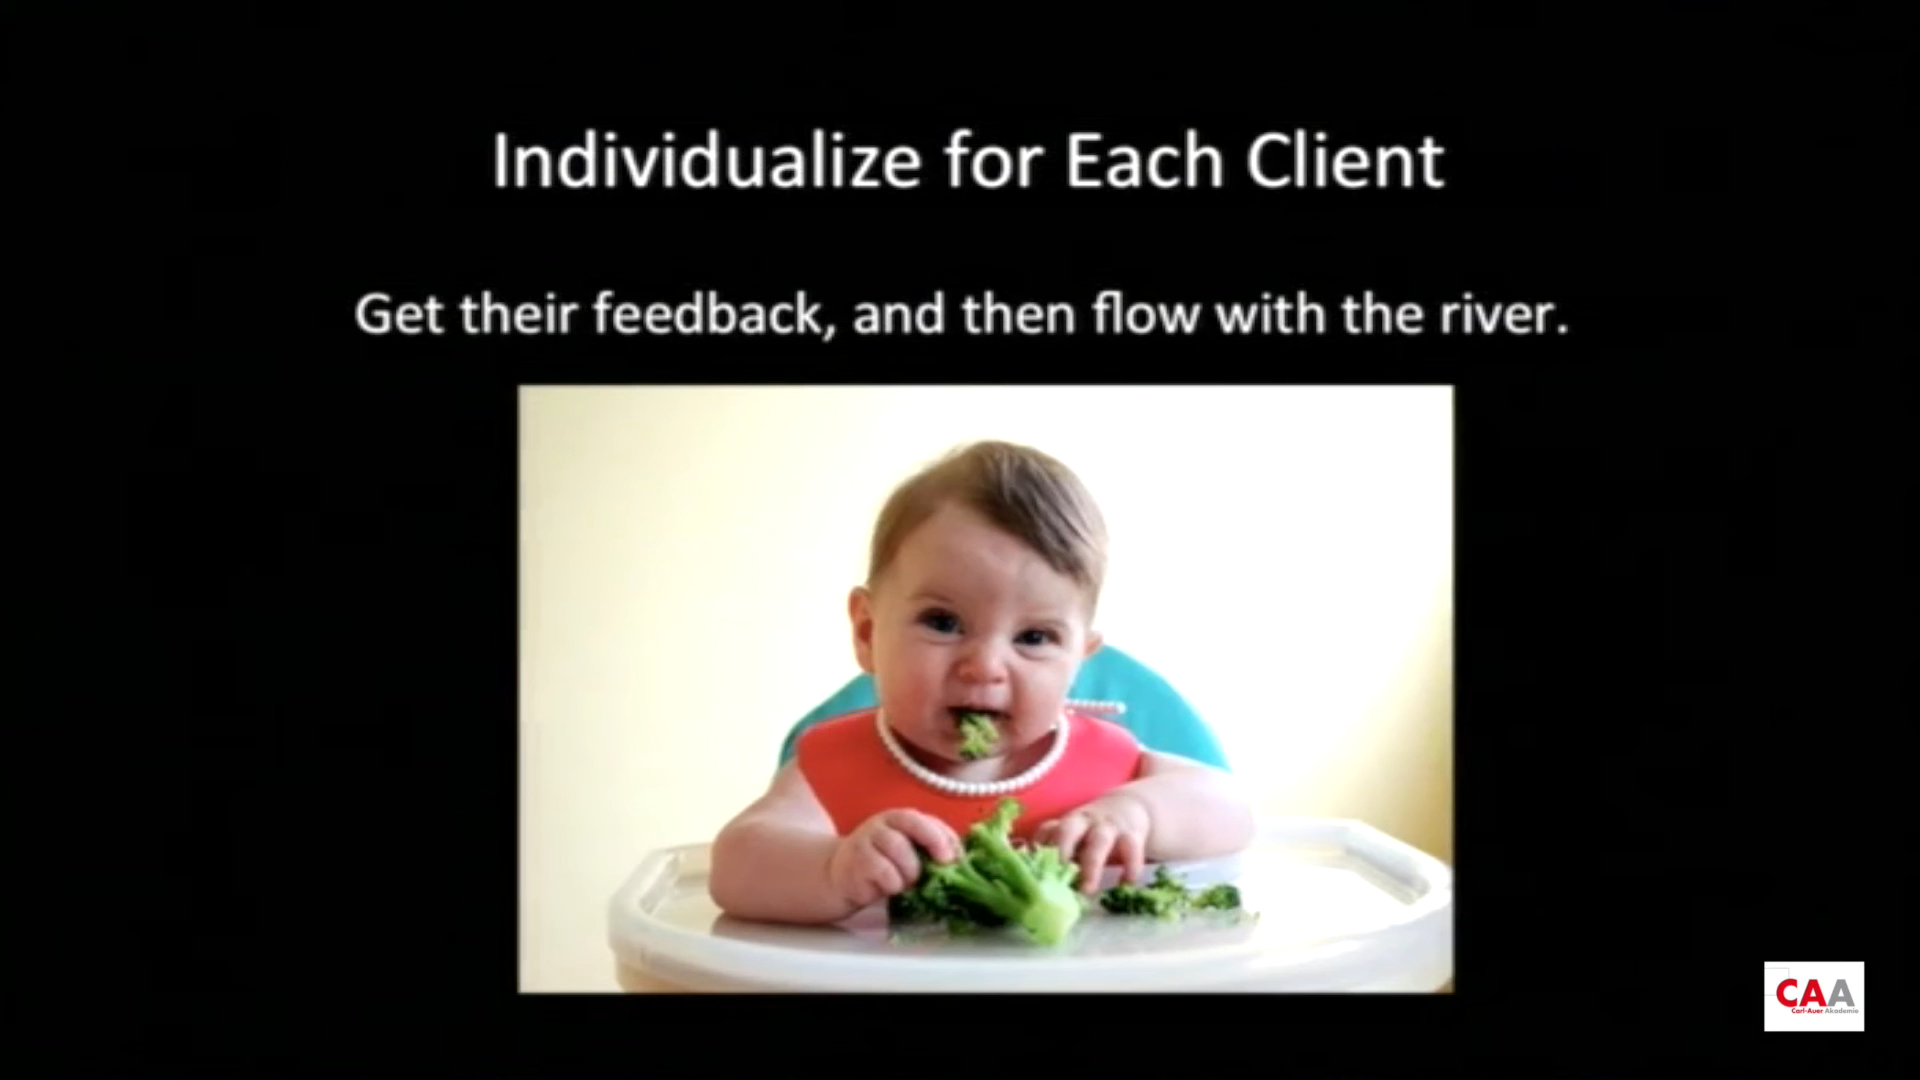 Individualize for Each Client
Get their feedback, and then flow with the river.
CAA
Carl-Auer Akademie